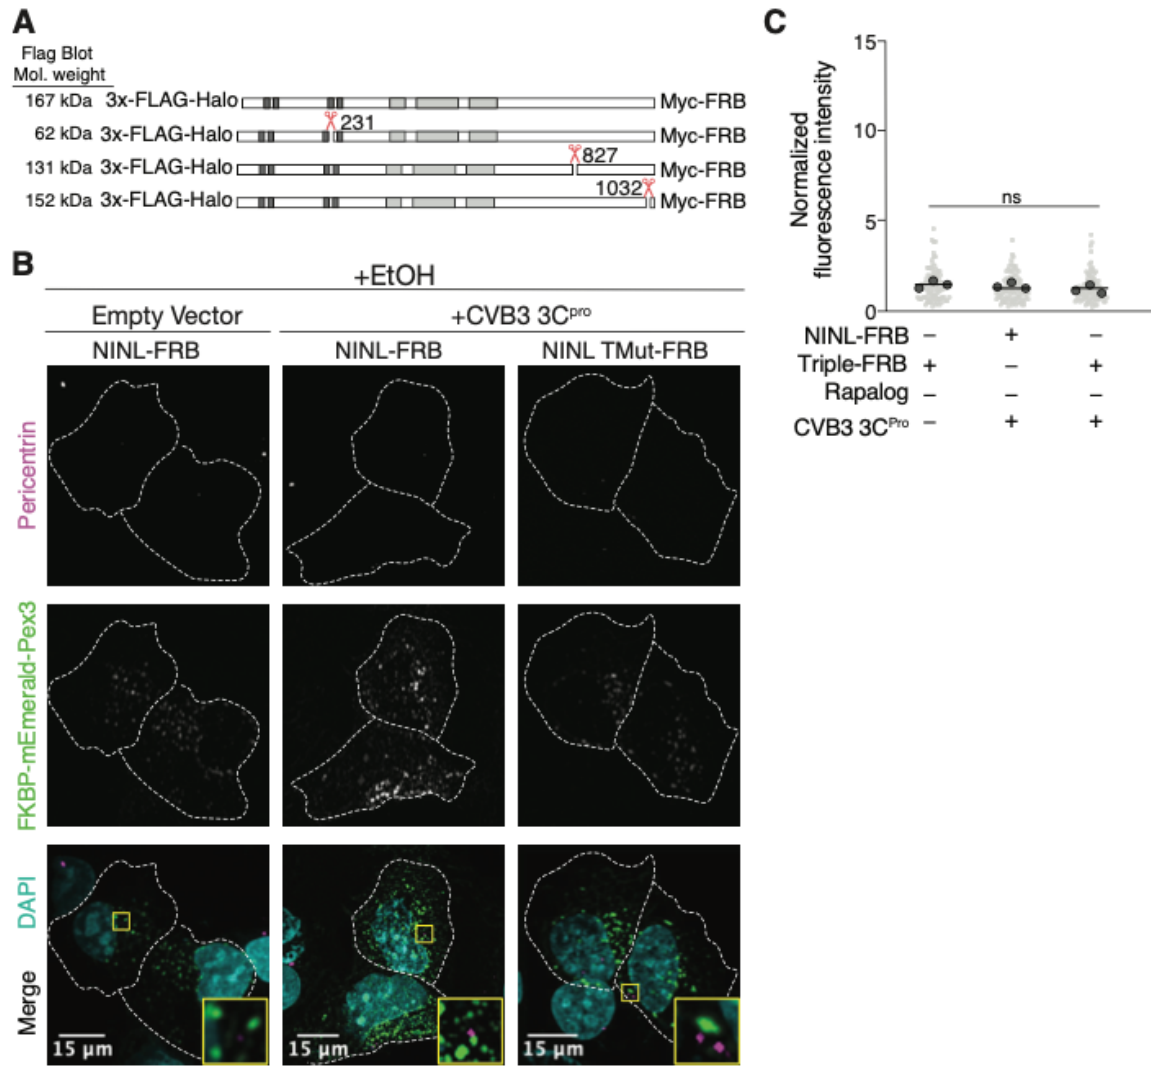 A
Flag Blot
Mol. weight
167 kDa 3x-FLAG-Halo Myc-FRB
231
62 kDa 3x-FLAG-Halo Myc-FRB
827
131 kDa 3x-FLAG-Halo Myc-FRB
1032
152 kDa 3x-FLAG-Halo Myc-FRB
B
+EtOH
Empty Vector +CVB3 3Cpro
NINL-FRB NINL-FRB NINL TMut-FRB
Pericentrin
FKBP-mEmerald-Pex3
Merge DAPI
15 µm 15 µm 15 µm
C
Normalized
fluorescence intensity
15
10
5
0
ns
NINL-FRB – + –
Triple-FRB + – +
Rapalog – – –
CVB3 3CPro – + +